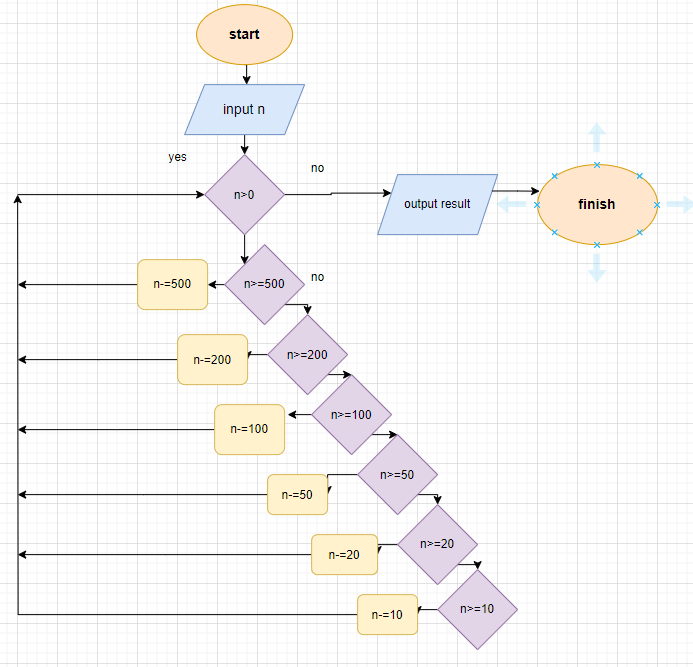 start
input n
yes
no
n>0
output result
finish
n-=500
n>=500
no
n-=200
n>=200
n-=100
n>=100
n-=50
n>=50
n-=20
n>=20
n-=10
n>=10